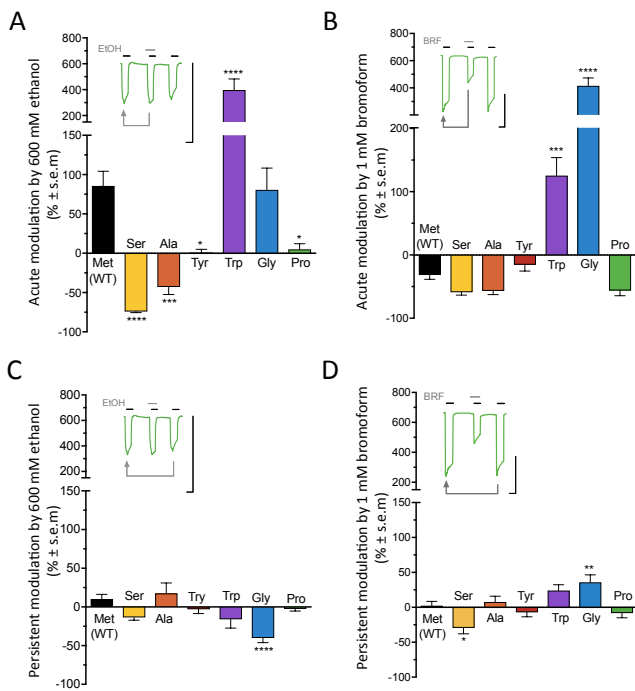 A
Acute modulation by 600 mM ethanol
(% ± s.e.m)
800
600
400
200
100
50
0
-50
-100
EtOH
Met
(WT)
Ser
****
Ala
***
Tyr
*
Trp
****
Gly
Pro
*
B
Acute modulation by 1 mM bromoform
(% ± s.e.m)
800
600
400
200
100
50
0
-50
-100
BRF
Met
(WT)
Ser
Ala
Tyr
Trp
***
Gly
****
Pro
C
Persistent modulation by 600 mM ethanol
(% ± s.e.m)
800
600
400
200
150
100
50
0
-50
-100
EtOH
Met
(WT)
Ser
Ala
Try
Trp
Gly
****
Pro
D
Persistent modulation by 1 mM bromoform
(% ± s.e.m)
800
600
400
200
150
100
50
0
-50
-100
BRF
Met
(WT)
Ser
*
Ala
Tyr
Trp
Gly
**
Pro